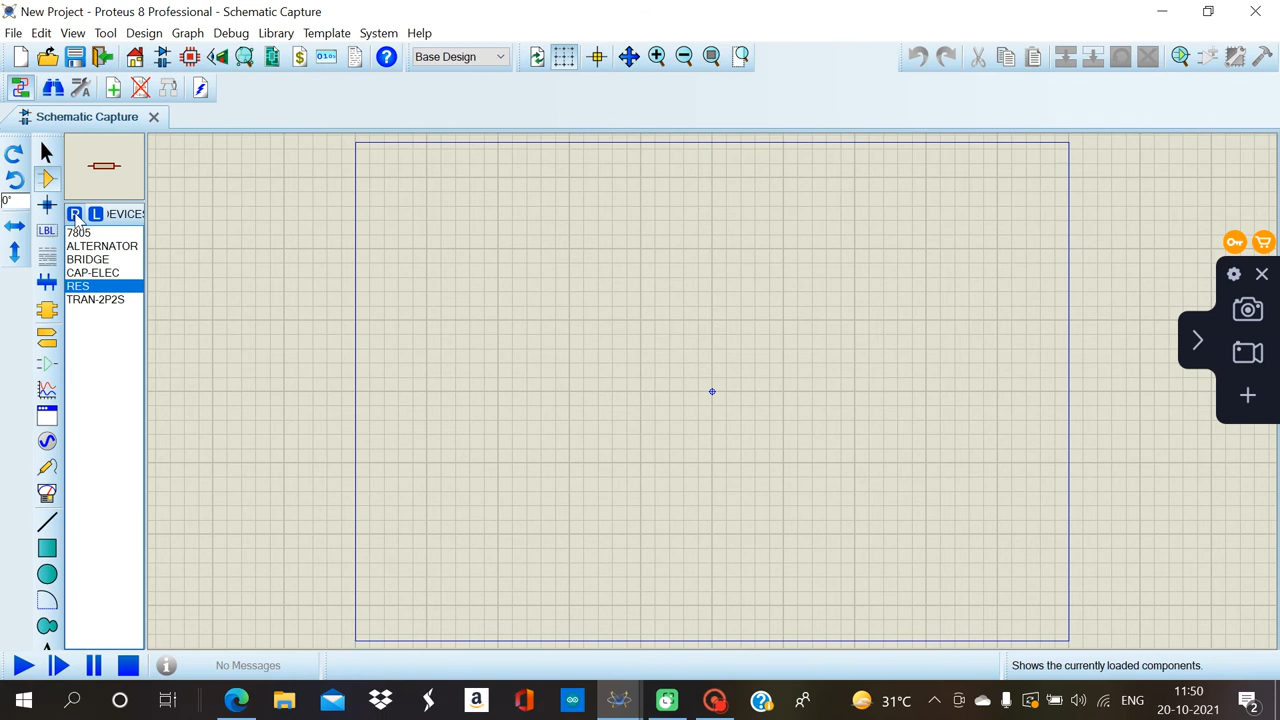 New Project - Proteus 8 Professional - Schematic Capture
File Edit View Tool Design Graph Debug Library Template System Help
Base Design
Schematic Capture
0°
LBL
L DEVICES
7805
ALTERNATOR
BRIDGE
CAP-ELEC
RES
TRAN-2P2S
No Messages
Shows the currently loaded components.
31°C
ENG
11:50
20-10-2021
2